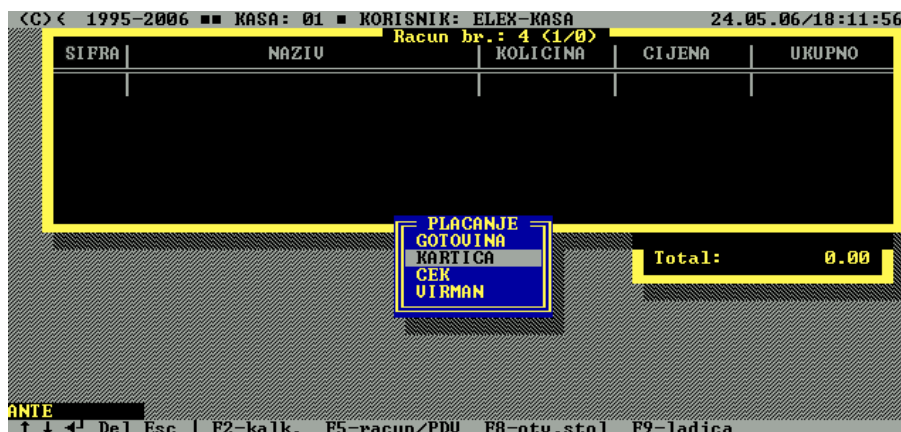 (C)< 1995-2006 ■■ KASA: 01 ■ KORISNIK: ELEX-KASA 24.05.06/18:11:56
Racun br.: 4 (1/0)
SIFRA NAZIV KOLICINA CIJENA UKUPNO
PLACANJE
GOTOVINA
KARTICA
CEK
VIRMAN
Total: 0.00
ANTE
↑ ↓ ◄┘ Del Esc | F2-kalk. F5-racun/PDV F8-otv.stol F9-ladica